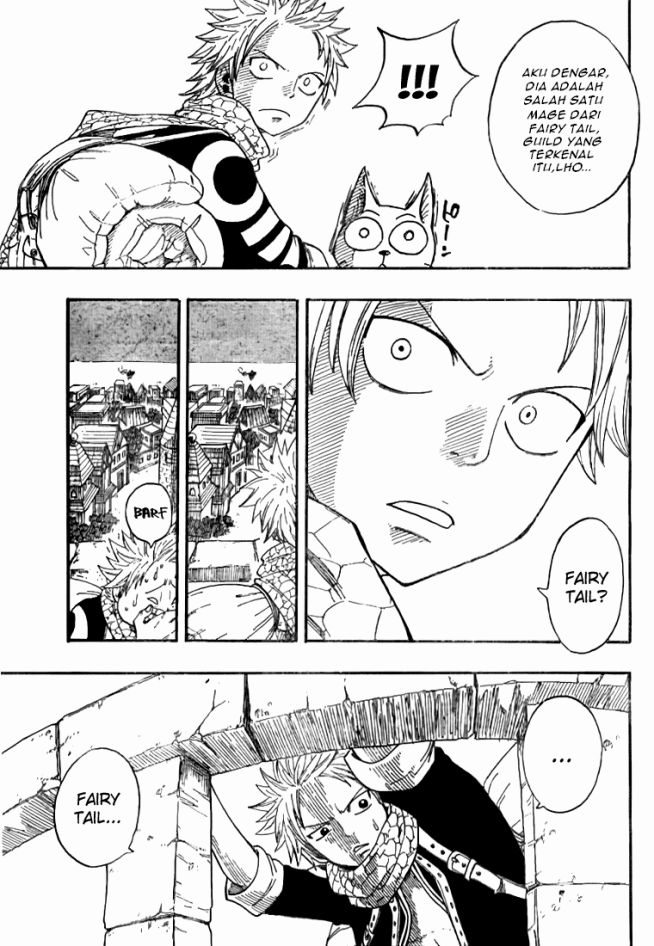 !!!
AKU DENGAR,
DIA ADALAH
SALAH SATU
MAGE DARI
FAIRY TAIL,
GUILD YANG
TERKENAL
ITU,LHO...
FAIRY
TAIL?
BARF
...
FAIRY
TAIL...